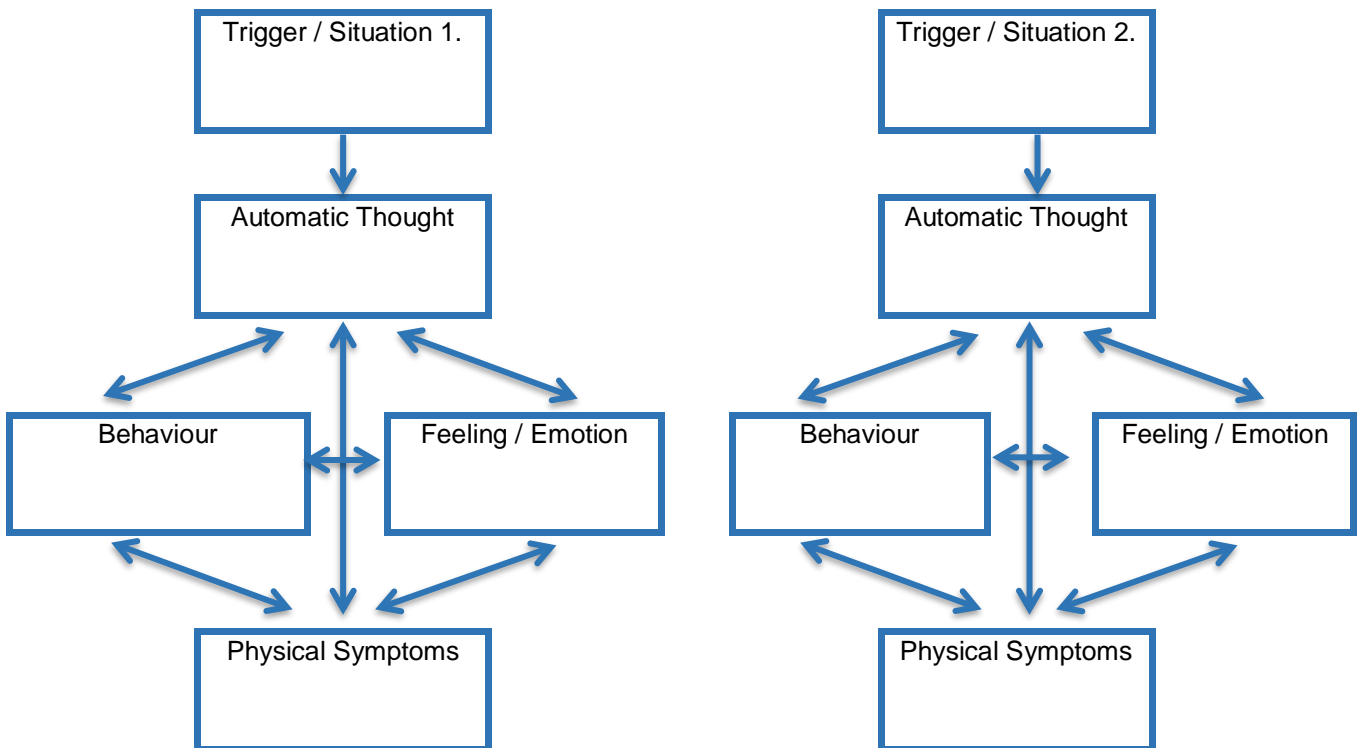 Trigger / Situation 1.
Automatic Thought
Behaviour
Feeling / Emotion
Physical Symptoms
Trigger / Situation 2.
Automatic Thought
Behaviour
Feeling / Emotion
Physical Symptoms